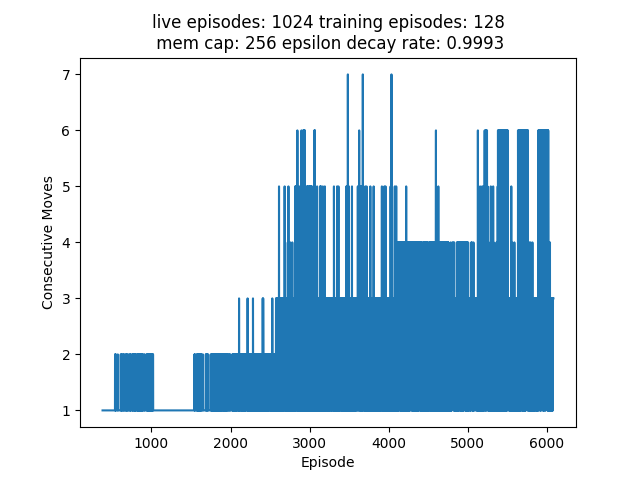 live episodes: 1024 training episodes: 128
mem cap: 256 epsilon decay rate: 0.9993
7
6
5
4
3
2
1
Consecutive Moves
1000 2000 3000 4000 5000 6000
Episode